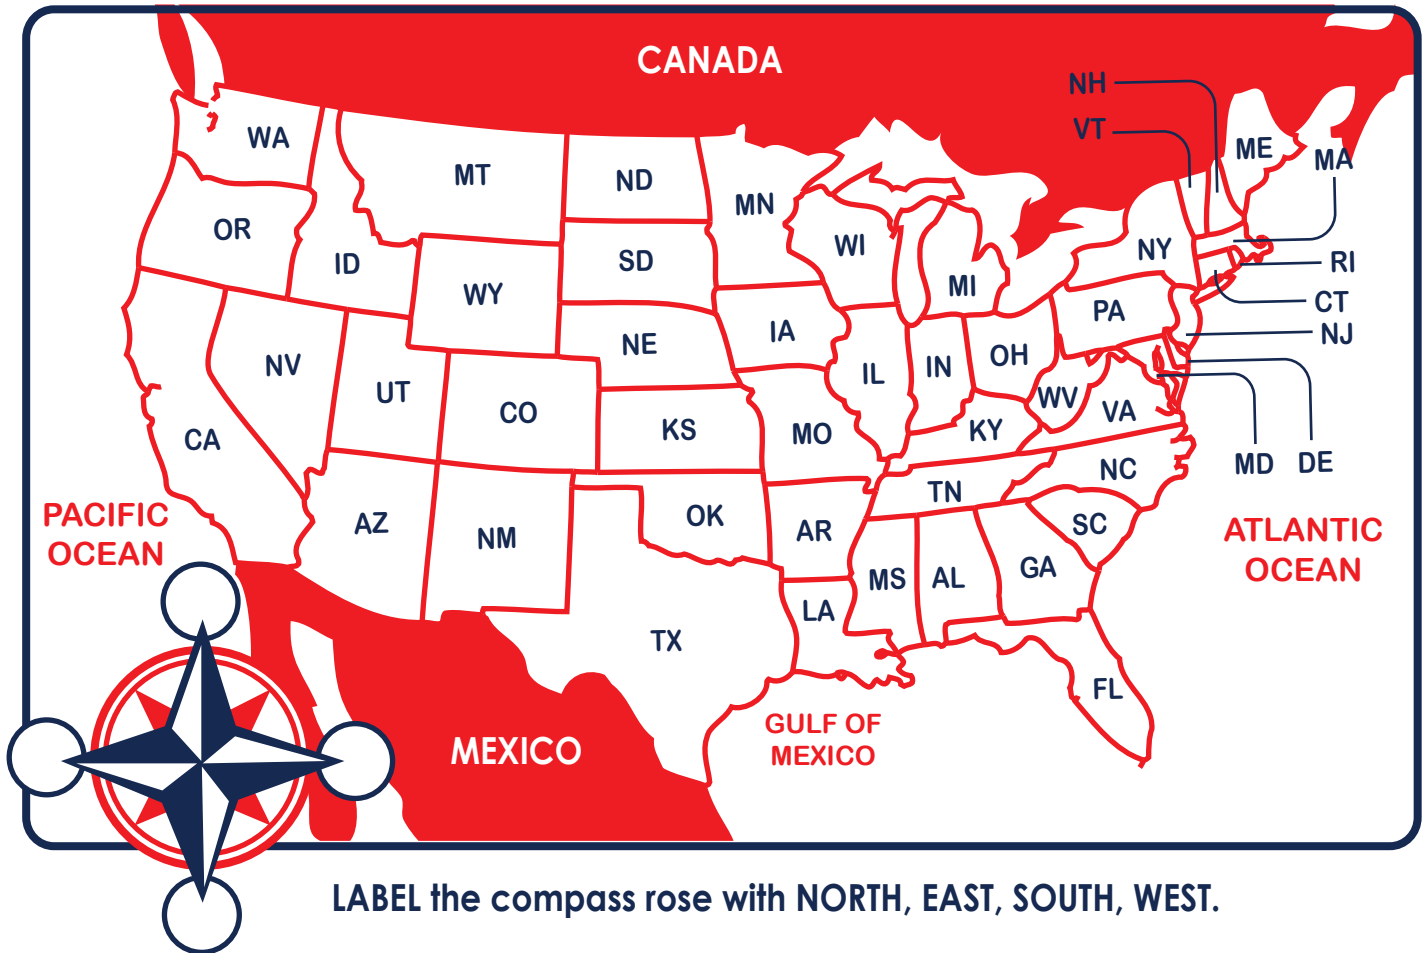 CANADA
NH
VT
WA
ME
MA
MT
ND
MN
OR
WI
NY
ID
SD
RI
WY
MI
CT
PA
NJ
IA
NE
OH
NV
IN
IL
UT
WV
CO
VA
KS
KY
MO
CA
MD
DE
NC
TN
PACIFIC
OCEAN
AZ
NM
OK
AR
SC
ATLANTIC
OCEAN
GA
MS
AL
LA
TX
FL
GULF OF
MEXICO
MEXICO
LABEL the compass rose with NORTH, EAST, SOUTH, WEST.